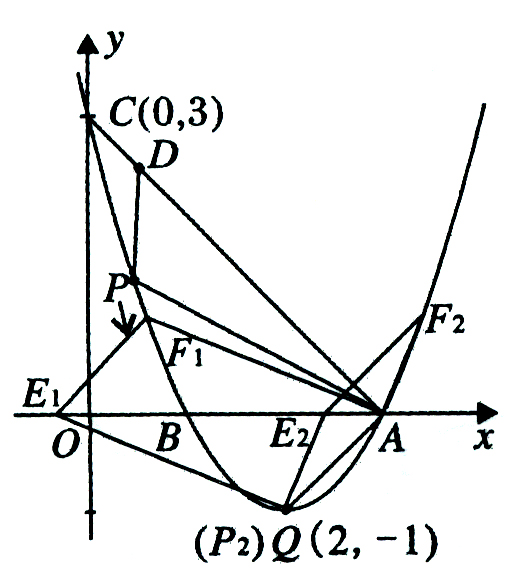 y
C(0,3)
D
P
F₁
F₂
E₁
O
B
E₂
A
x
(P₂)Q(2, −1)